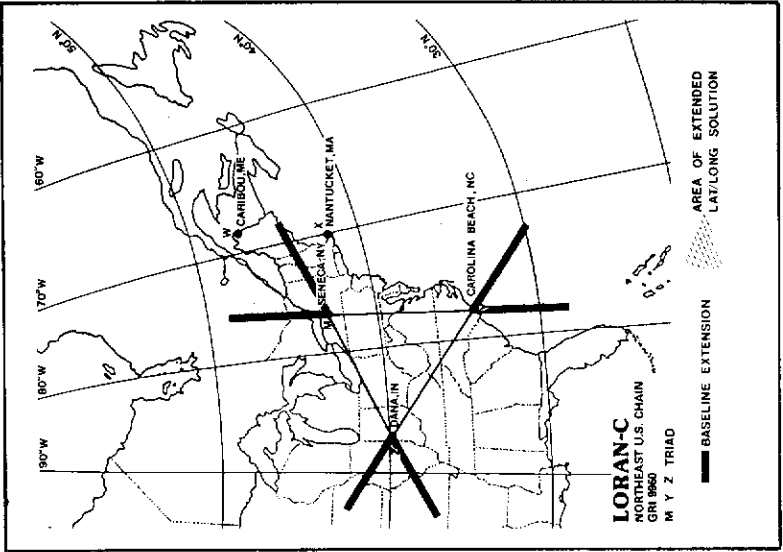 50°N
40°N
30°N
60°W
70°W
80°W
90°W
W
CARIBOU, ME
X
NANTUCKET, MA
M
SENECA, NY
CAROLINA BEACH, NC
DANA, IN
LORAN-C
NORTHEAST U.S. CHAIN
GRI 9960
M Y Z TRIAD
BASELINE EXTENSION
AREA OF EXTENDED
LAT/LONG SOLUTION